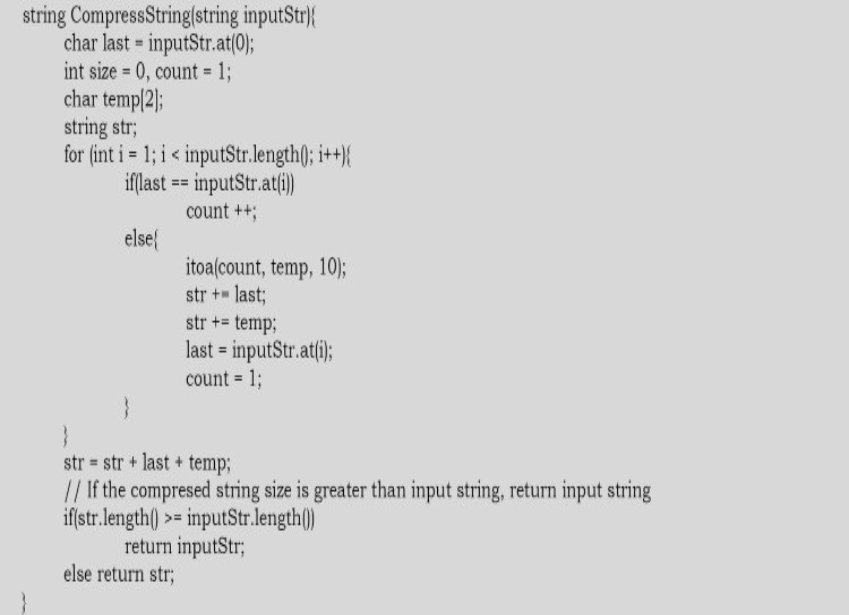 string CompressString(string inputStr){
char last = inputStr.at(0);
int size = 0, count = 1;
char temp[2];
string str;
for (int i = 1; i < inputStr.length(); i++){
if(last == inputStr.at(i))
count ++;
else{
itoa(count, temp, 10);
str += last;
str += temp;
last = inputStr.at(i);
count = 1;
}
}
str = str + last + temp;
// If the compresed string size is greater than input string, return input string
if(str.length() >= inputStr.length())
return inputStr;
else return str;
}